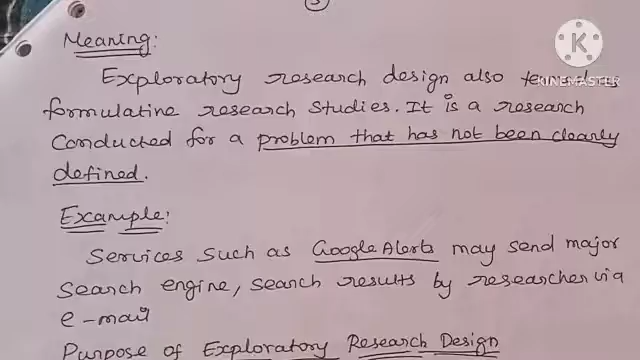 3
Meaning:
Exploratory research design also
formulative research studies. It is a research
Conducted for a problem that has not been clearly
defined.
Example:
Services such as Google Alerts may send major
search engine, search results by researcher via
e-mail
Purpose of Exploratory Research Design
K
KINEMASTER